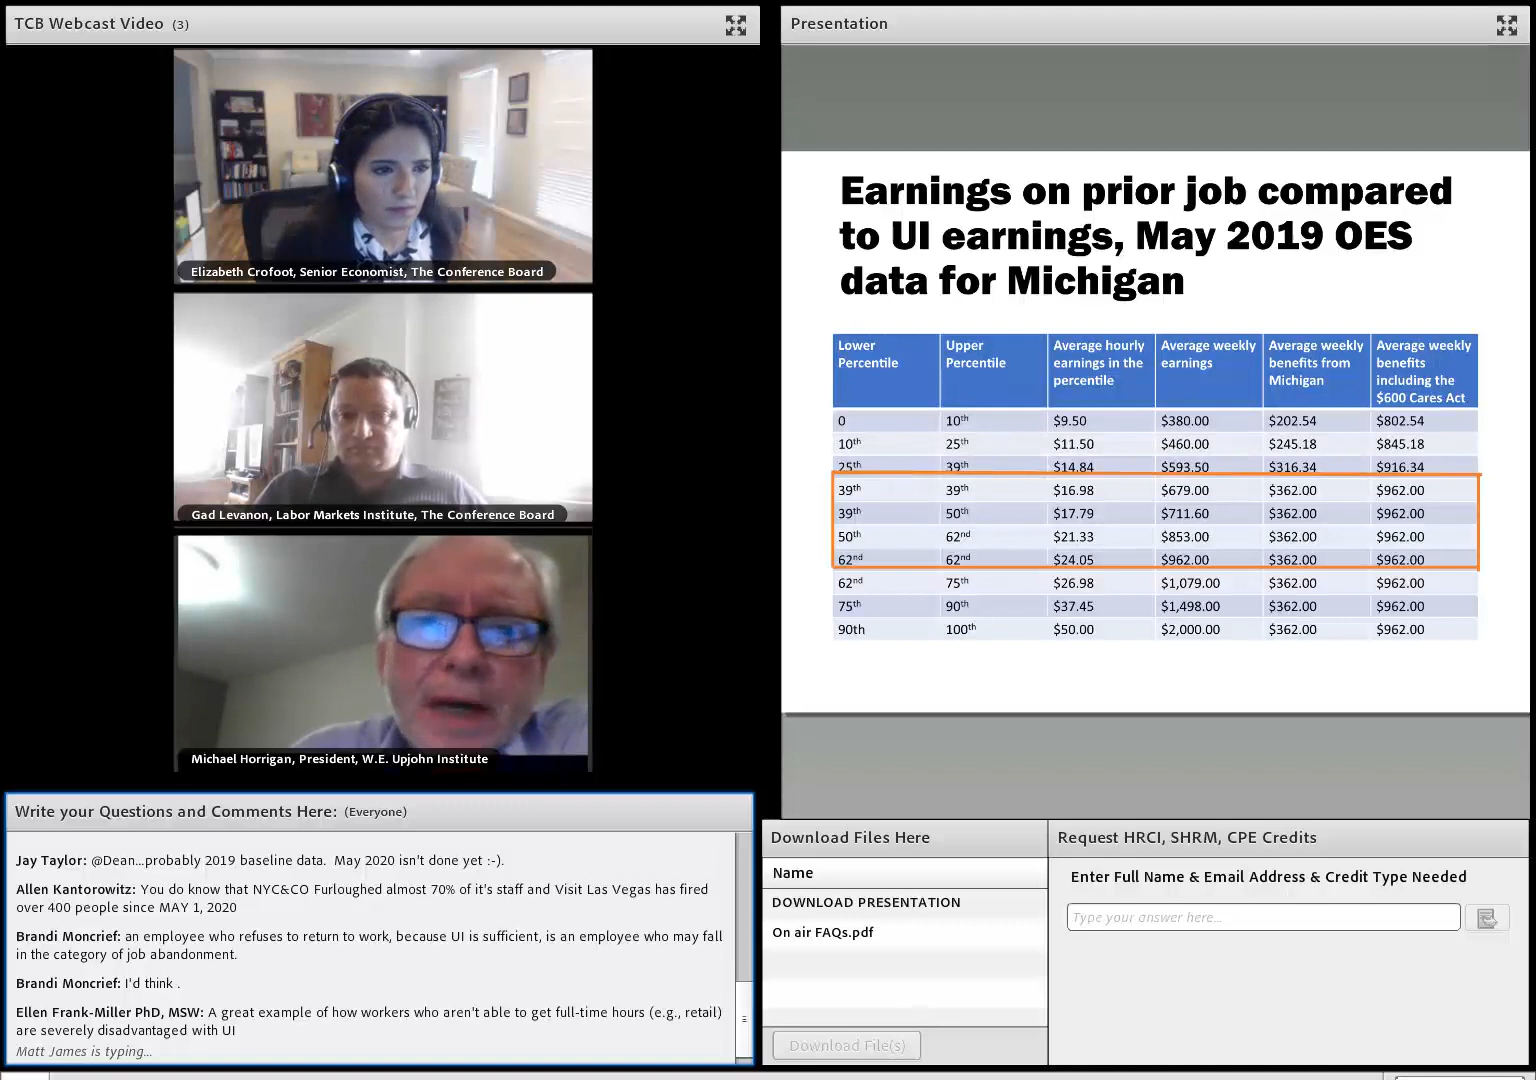 TCB Webcast Video (3)
Elizabeth Crofoot, Senior Economist, The Conference Board
Gad Levanon, Labor Markets Institute, The Conference Board
Michael Horrigan, President, W.E. Upjohn Institute
Presentation
Earnings on prior job compared
to UI earnings, May 2019 OES
data for Michigan
Lower Percentile | Upper Percentile | Average hourly earnings in the percentile | Average weekly earnings | Average weekly benefits from Michigan | Average weekly benefits including the $600 Cares Act
0 10th $9.50 $380.00 $202.54 $802.54
10th 25th $11.50 $460.00 $245.18 $845.18
25th 39th $14.84 $593.50 $316.34 $916.34
39th 39th $16.98 $679.00 $362.00 $962.00
39th 50th $17.79 $711.60 $362.00 $962.00
50th 62nd $21.33 $853.00 $362.00 $962.00
62nd 62nd $24.05 $962.00 $362.00 $962.00
62nd 75th $26.98 $1,079.00 $362.00 $962.00
75th 90th $37.45 $1,498.00 $362.00 $962.00
90th 100th $50.00 $2,000.00 $362.00 $962.00
Write your Questions and Comments Here: (Everyone)
Jay Taylor: @Dean...probably 2019 baseline data. May 2020 isn't done yet :-).
Allen Kantorowitz: You do know that NYC&CO Furloughed almost 70% of it's staff and Visit Las Vegas has fired
over 400 people since MAY 1, 2020
Brandi Moncrief: an employee who refuses to return to work, because UI is sufficient, is an employee who may fall
in the category of job abandonment.
Brandi Moncrief: I'd think .
Ellen Frank-Miller PhD, MSW: A great example of how workers who aren't able to get full-time hours (e.g., retail)
are severely disadvantaged with UI
Matt James is typing...
Download Files Here
Name
DOWNLOAD PRESENTATION
On air FAQs.pdf
Download File(s)
Request HRCI, SHRM, CPE Credits
Enter Full Name & Email Address & Credit Type Needed
Type your answer here...